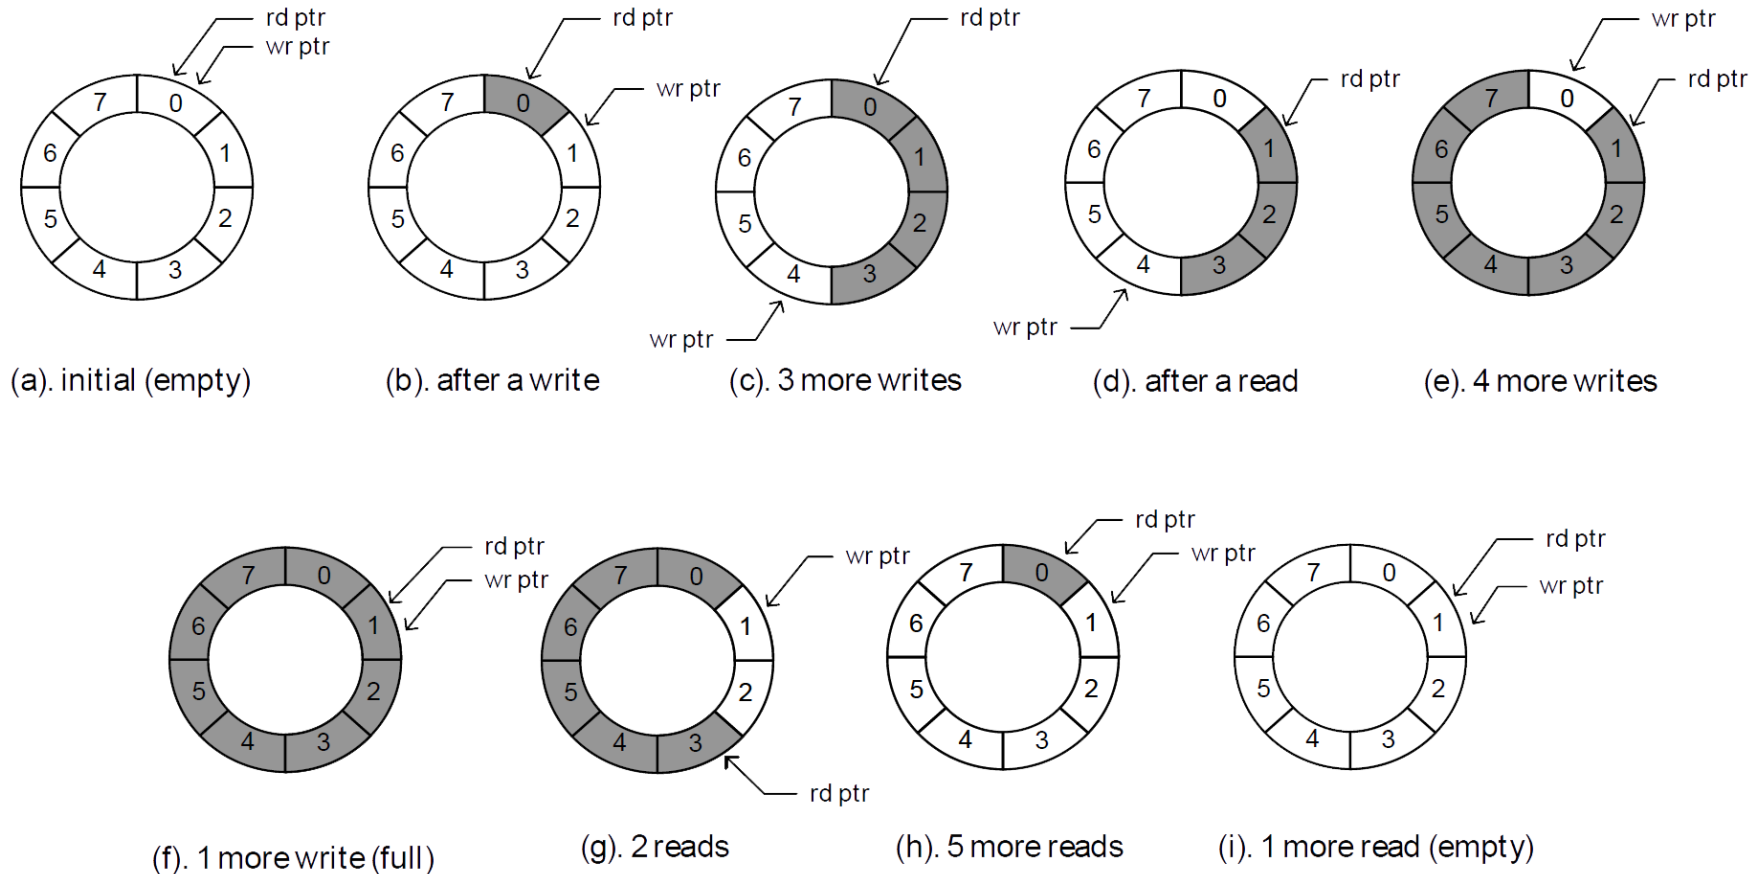 rd ptr
wr ptr
7 0
6 1
5 2
4 3
(a). initial (empty)
rd ptr
wr ptr
7 0
6 1
5 2
4 3
(b). after a write
rd ptr
7 0
6 1
5 2
4 3
wr ptr
(c). 3 more writes
rd ptr
7 0
6 1
5 2
4 3
wr ptr
(d). after a read
wr ptr
rd ptr
7 0
6 1
5 2
4 3
(e). 4 more writes
rd ptr
wr ptr
7 0
6 1
5 2
4 3
(f). 1 more write (full)
wr ptr
7 0
6 1
5 2
4 3
rd ptr
(g). 2 reads
rd ptr
wr ptr
7 0
6 1
5 2
4 3
(h). 5 more reads
rd ptr
wr ptr
7 0
6 1
5 2
4 3
(i). 1 more read (empty)